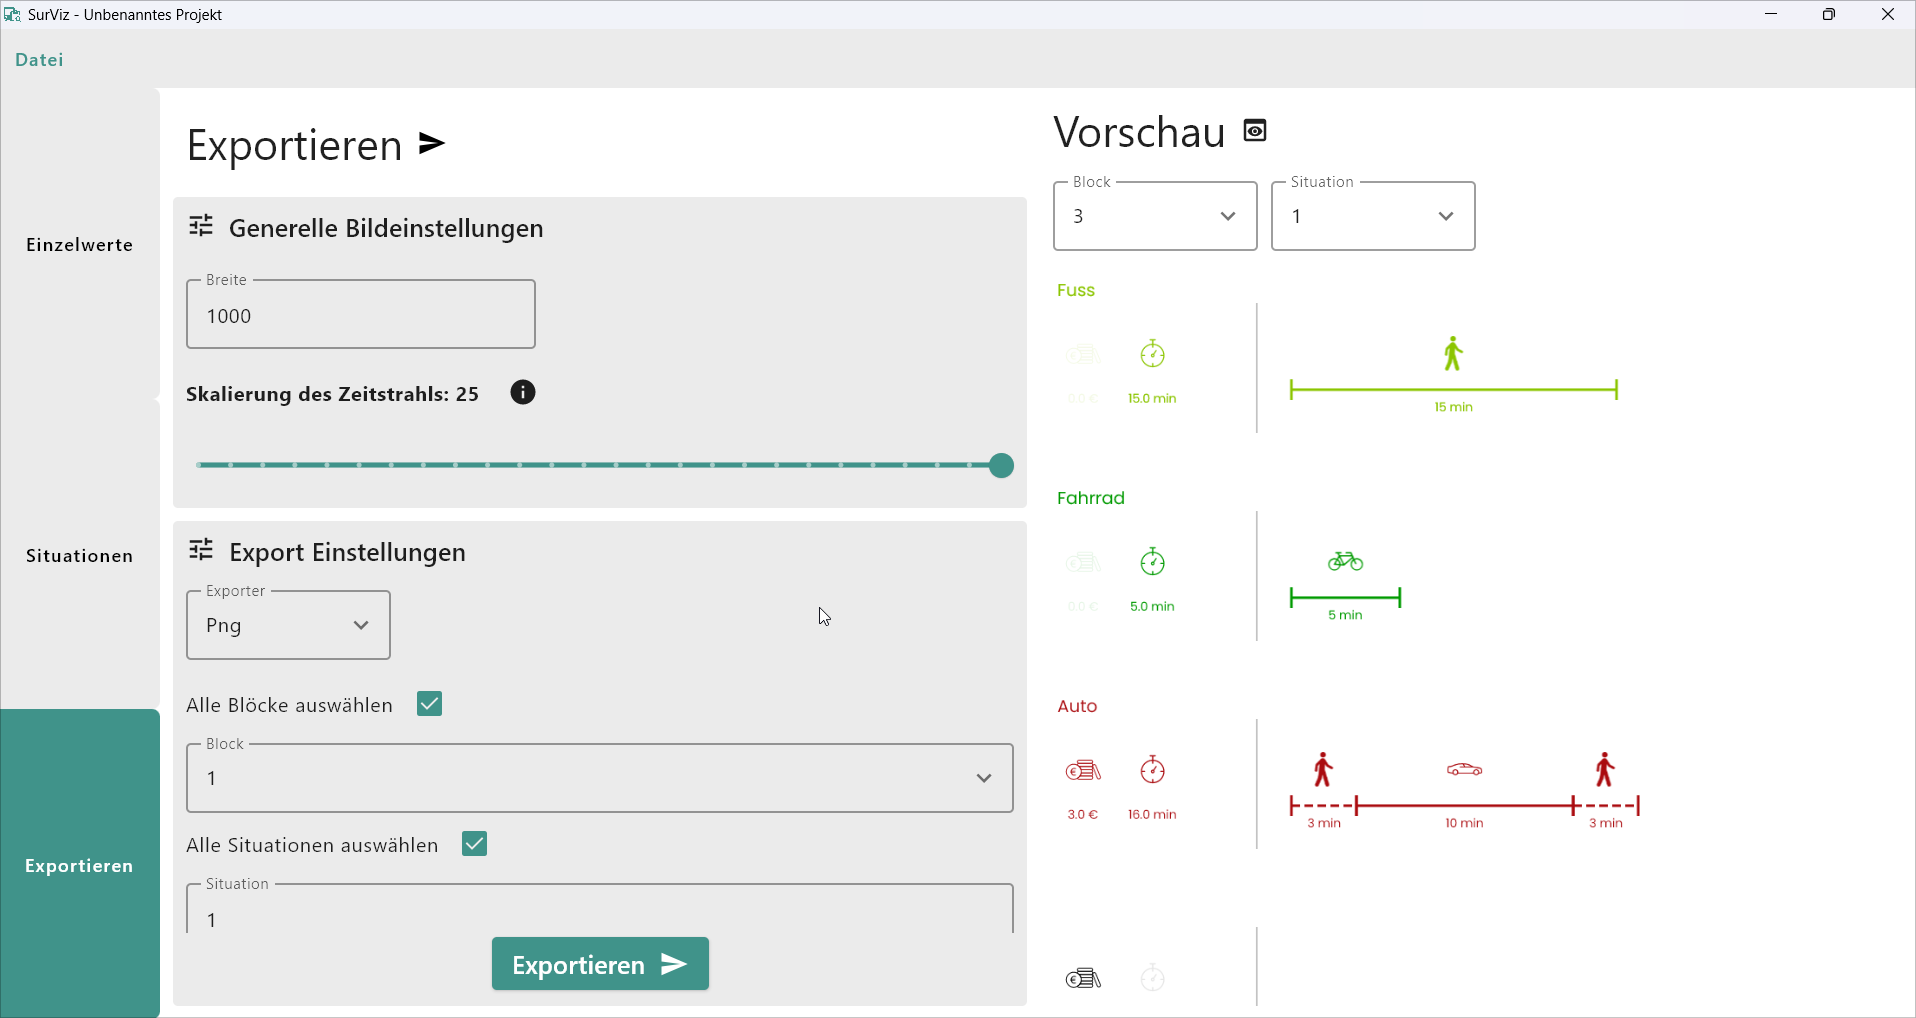 SurViz - Unbenanntes Projekt
Datei
Einzelwerte
Situationen
Exportieren
Exportieren
Generelle Bildeinstellungen
Breite
1000
Skalierung des Zeitstrahls: 25
Export Einstellungen
Exporter
Png
Alle Blöcke auswählen
Block
1
Alle Situationen auswählen
Situation
1
Exportieren
Vorschau
Block
3
Situation
1
Fuss
0.0 €
15.0 min
15 min
Fahrrad
0.0 €
5.0 min
5 min
Auto
3.0 €
16.0 min
3 min
10 min
3 min